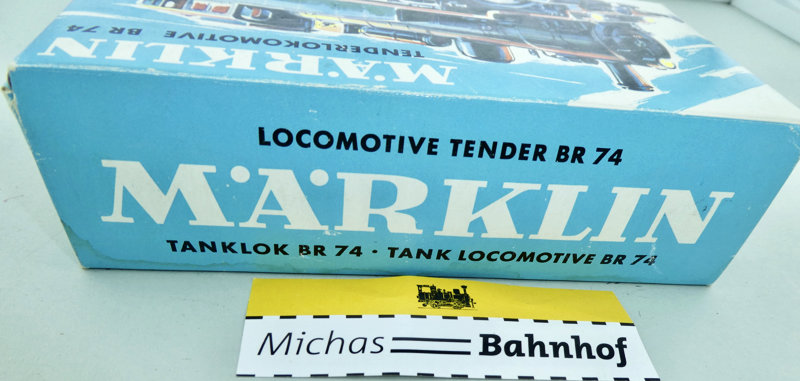 TENDERLOKOMOTIVE BR 74
MÄRKLIN
LOCOMOTIVE TENDER BR 74
MÄRKLIN
TANKLOK BR 74 · TANK LOCOMOTIVE BR 74
Michas Bahnhof